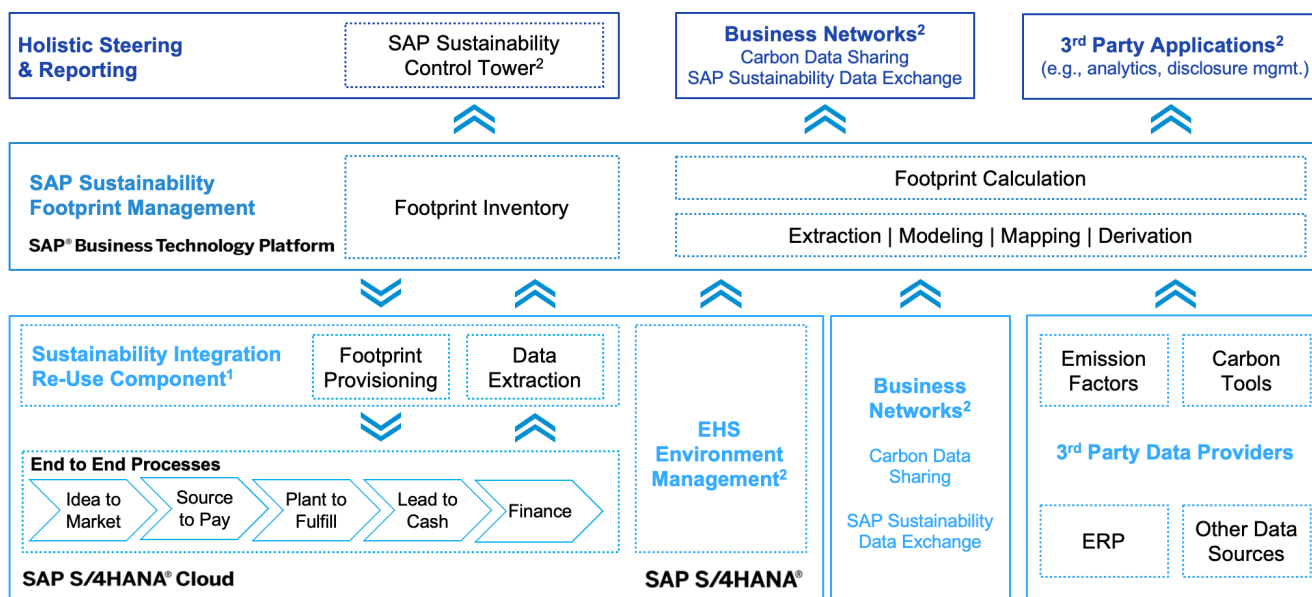 Holistic Steering
& Reporting
SAP Sustainability
Control Tower²
Business Networks²
Carbon Data Sharing
SAP Sustainability Data Exchange
3rd Party Applications²
(e.g., analytics, disclosure mgmt.)
SAP Sustainability
Footprint Management
SAP® Business Technology Platform
Footprint Inventory
Footprint Calculation
Extraction | Modeling | Mapping | Derivation
Sustainability Integration
Re-Use Component¹
Footprint
Provisioning
Data
Extraction
End to End Processes
Idea to
Market
Source
to Pay
Plant to
Fulfill
Lead to
Cash
Finance
SAP S/4HANA® Cloud
EHS
Environment
Management²
SAP S/4HANA®
Business
Networks²
Carbon Data
Sharing
SAP Sustainability
Data Exchange
Emission
Factors
Carbon
Tools
3rd Party Data Providers
ERP
Other Data
Sources